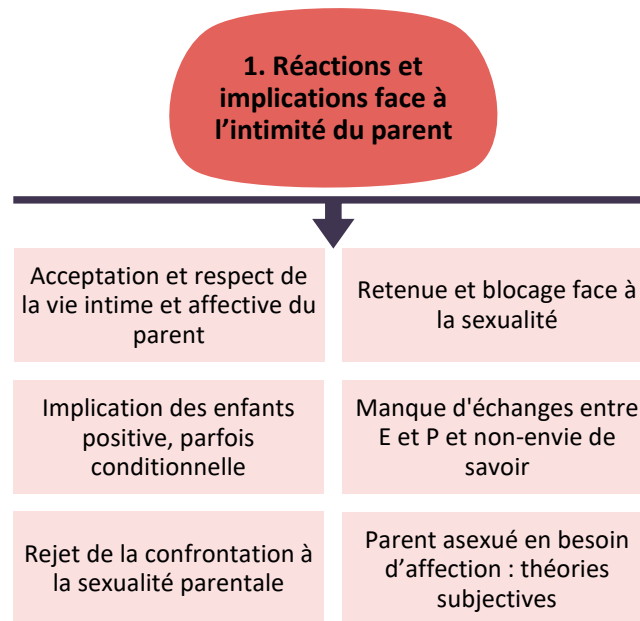 1. Réactions et
implications face à
l'intimité du parent
Acceptation et respect de
la vie intime et affective du
parent
Retenue et blocage face à
la sexualité
Implication des enfants
positive, parfois
conditionnelle
Manque d'échanges entre
E et P et non-envie de
savoir
Rejet de la confrontation à
la sexualité parentale
Parent asexué en besoin
d’affection : théories
subjectives